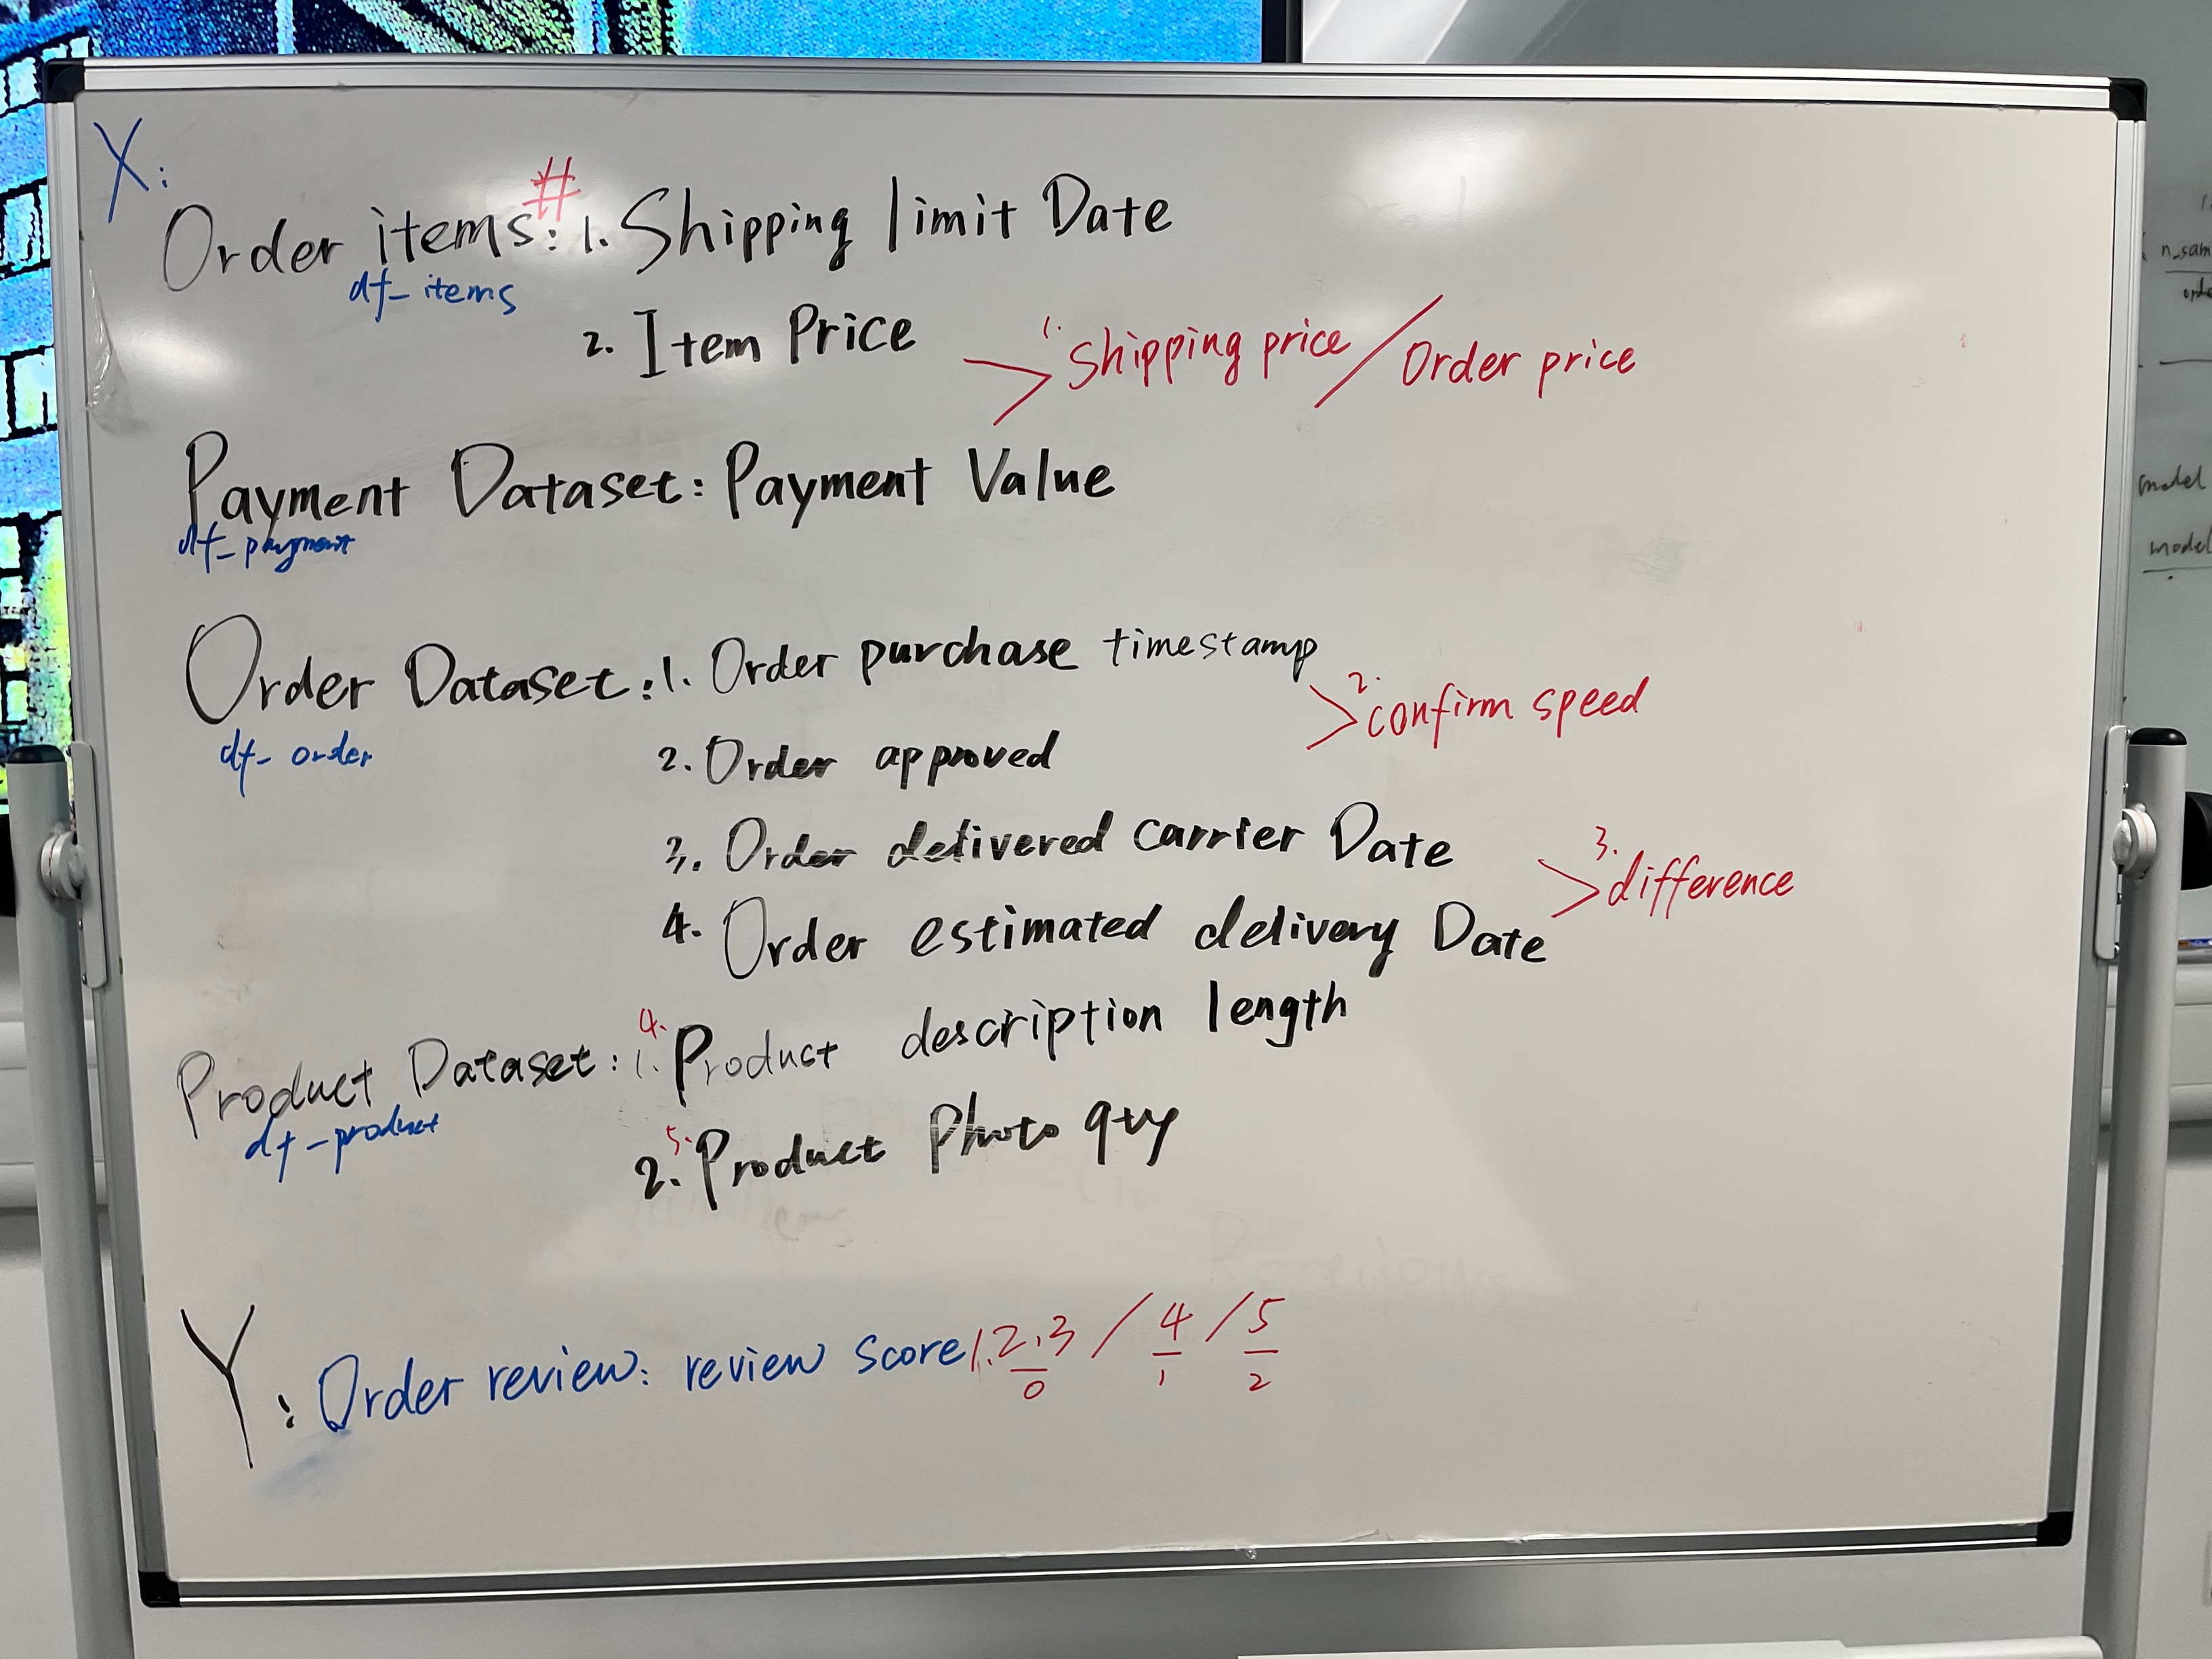 X:
#
Order items: 1. Shipping limit Date
df_items
2. Item Price
1. Shipping price / Order price
Payment Dataset: Payment Value
df_payment
Order Dataset: 1. Order purchase timestamp
2. confirm speed
df_order
2. Order approved
3. Order delivered carrier Date
3. difference
4. Order estimated delivery Date
4.
Product Dataset: 1. Product description length
df_product
5.
2. Product Photo qty
Y: Order review: review score 1.2.3 / 4 / 5
0 1 2
n_sam
orde
model
model